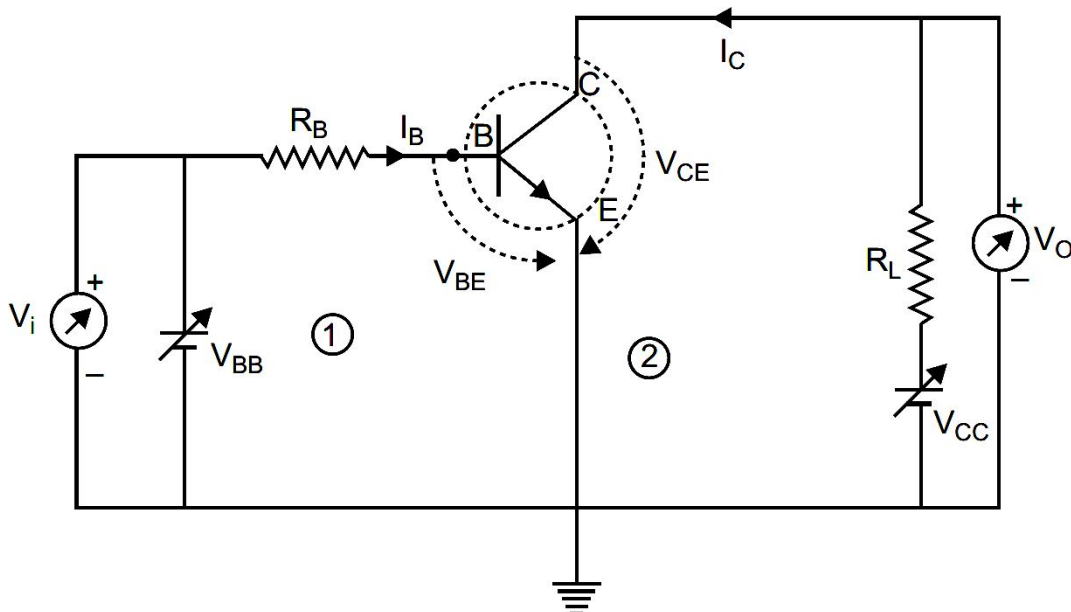 I_C
C
R_B
I_B
B
V_CE
E
+
V_O
R_L
V_BE
–
+
V_i
1
2
V_BB
–
V_CC